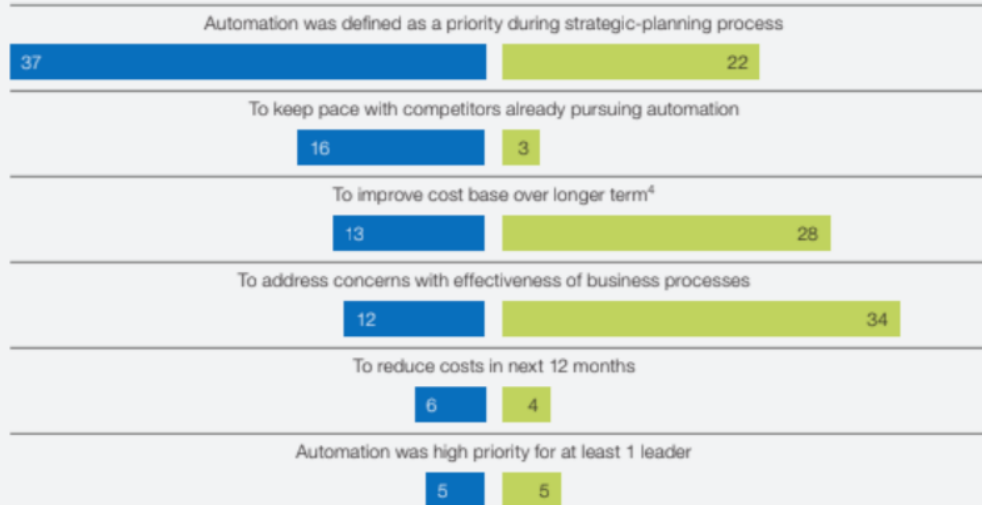 Automation was defined as a priority during strategic-planning process
37 22
To keep pace with competitors already pursuing automation
16 3
To improve cost base over longer term⁴
13 28
To address concerns with effectiveness of business processes
12 34
To reduce costs in next 12 months
6 4
Automation was high priority for at least 1 leader
5 5